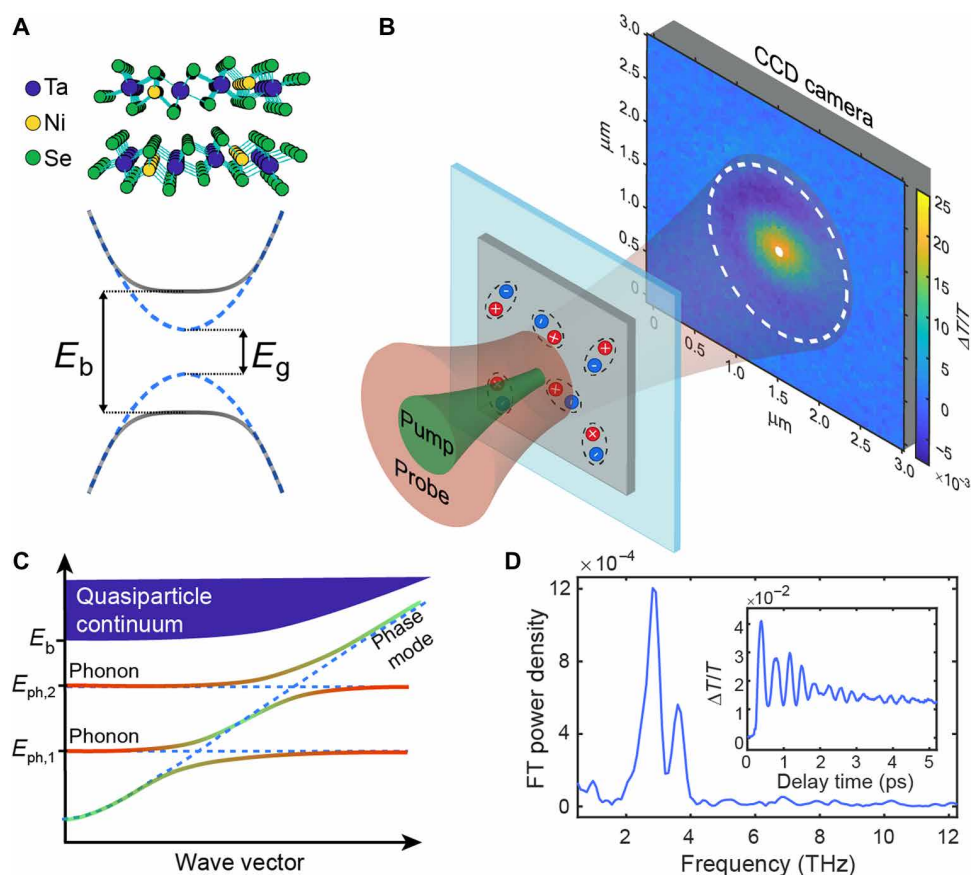 A
Ta
Ni
Se
E_b
E_g
B
CCD camera
3.0
2.5
2.0
1.5
1.0
0.5
0
μm
0
0.5
1.0
1.5
2.0
2.5
3.0
μm
25
20
15
10
5
0
−5
×10⁻³
ΔT/T
Pump
Probe
+ −
C
Quasiparticle
continuum
Phase
mode
E_b
Phonon
E_ph,2
Phonon
E_ph,1
Wave vector
D
× 10⁻⁴
12
8
4
0
FT power density
2 4 6 8 10 12
Frequency (THz)
×10⁻²
4
3
2
1
0
ΔT/T
0 1 2 3 4 5
Delay time (ps)